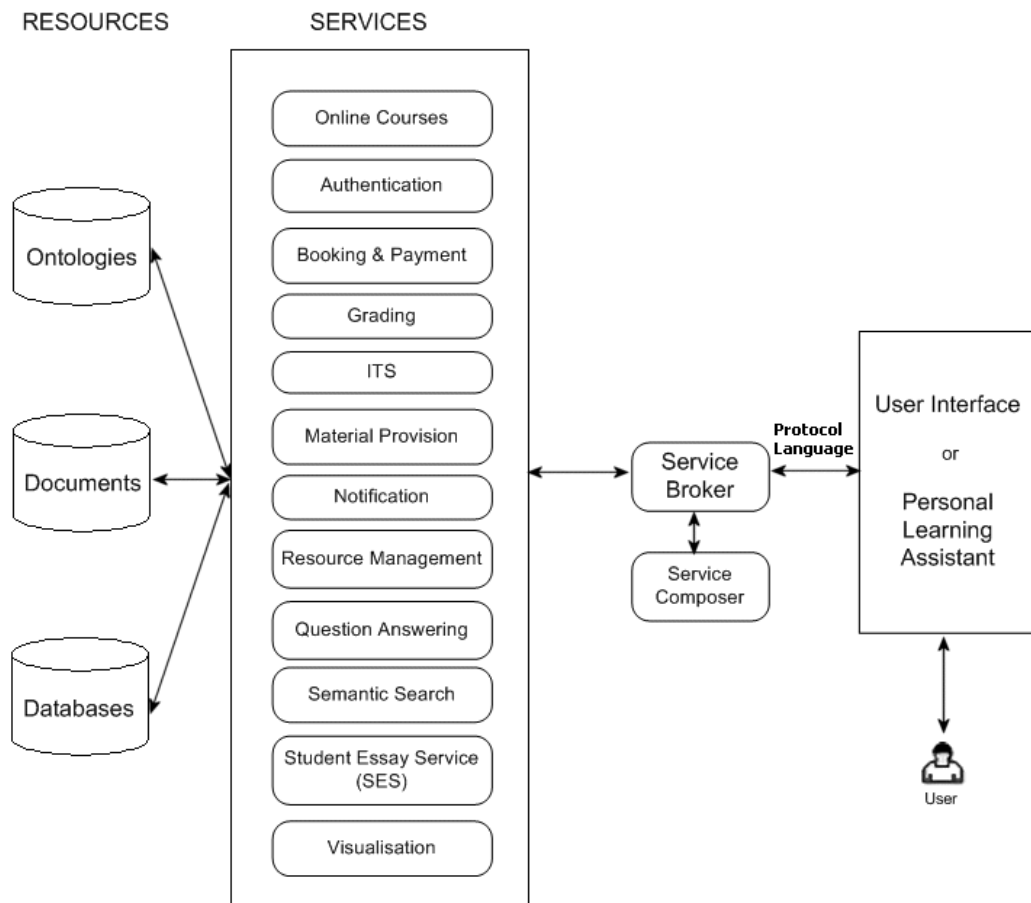 RESOURCES
SERVICES
Ontologies
Documents
Databases
Online Courses
Authentication
Booking & Payment
Grading
ITS
Material Provision
Notification
Resource Management
Question Answering
Semantic Search
Student Essay Service
(SES)
Visualisation
Service
Broker
Service
Composer
Protocol
Language
User Interface
or
Personal
Learning
Assistant
User